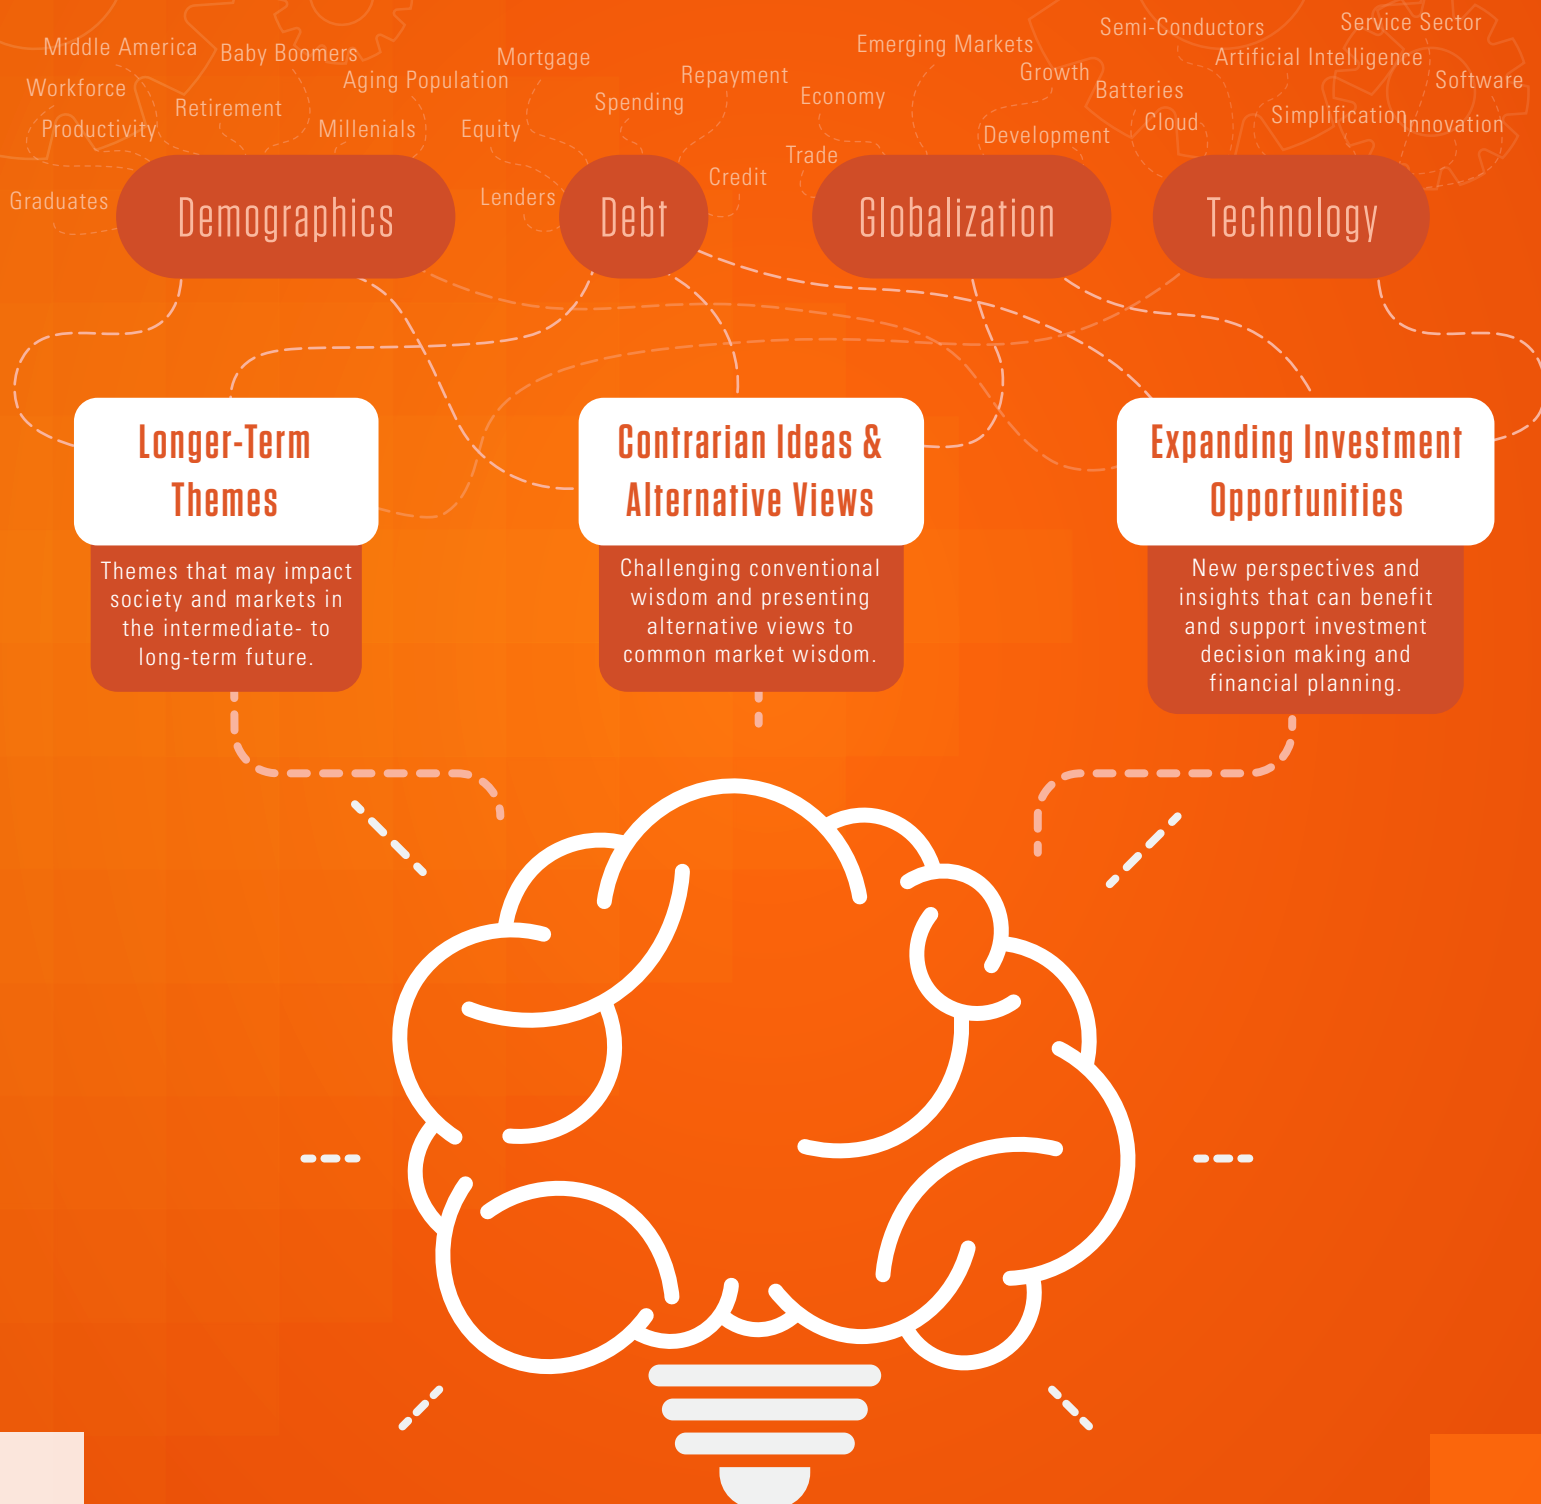 Middle America
Baby Boomers
Workforce
Aging Population
Retirement
Productivity
Millenials
Graduates
Mortgage
Repayment
Spending
Equity
Credit
Lenders
Emerging Markets
Growth
Economy
Development
Trade
Semi-Conductors
Service Sector
Artificial Intelligence
Software
Batteries
Simplification
Cloud
Innovation
Demographics
Debt
Globalization
Technology
Longer-Term
Themes
Themes that may impact
society and markets in
the intermediate- to
long-term future.
Contrarian Ideas &
Alternative Views
Challenging conventional
wisdom and presenting
alternative views to
common market wisdom.
Expanding Investment
Opportunities
New perspectives and
insights that can benefit
and support investment
decision making and
financial planning.